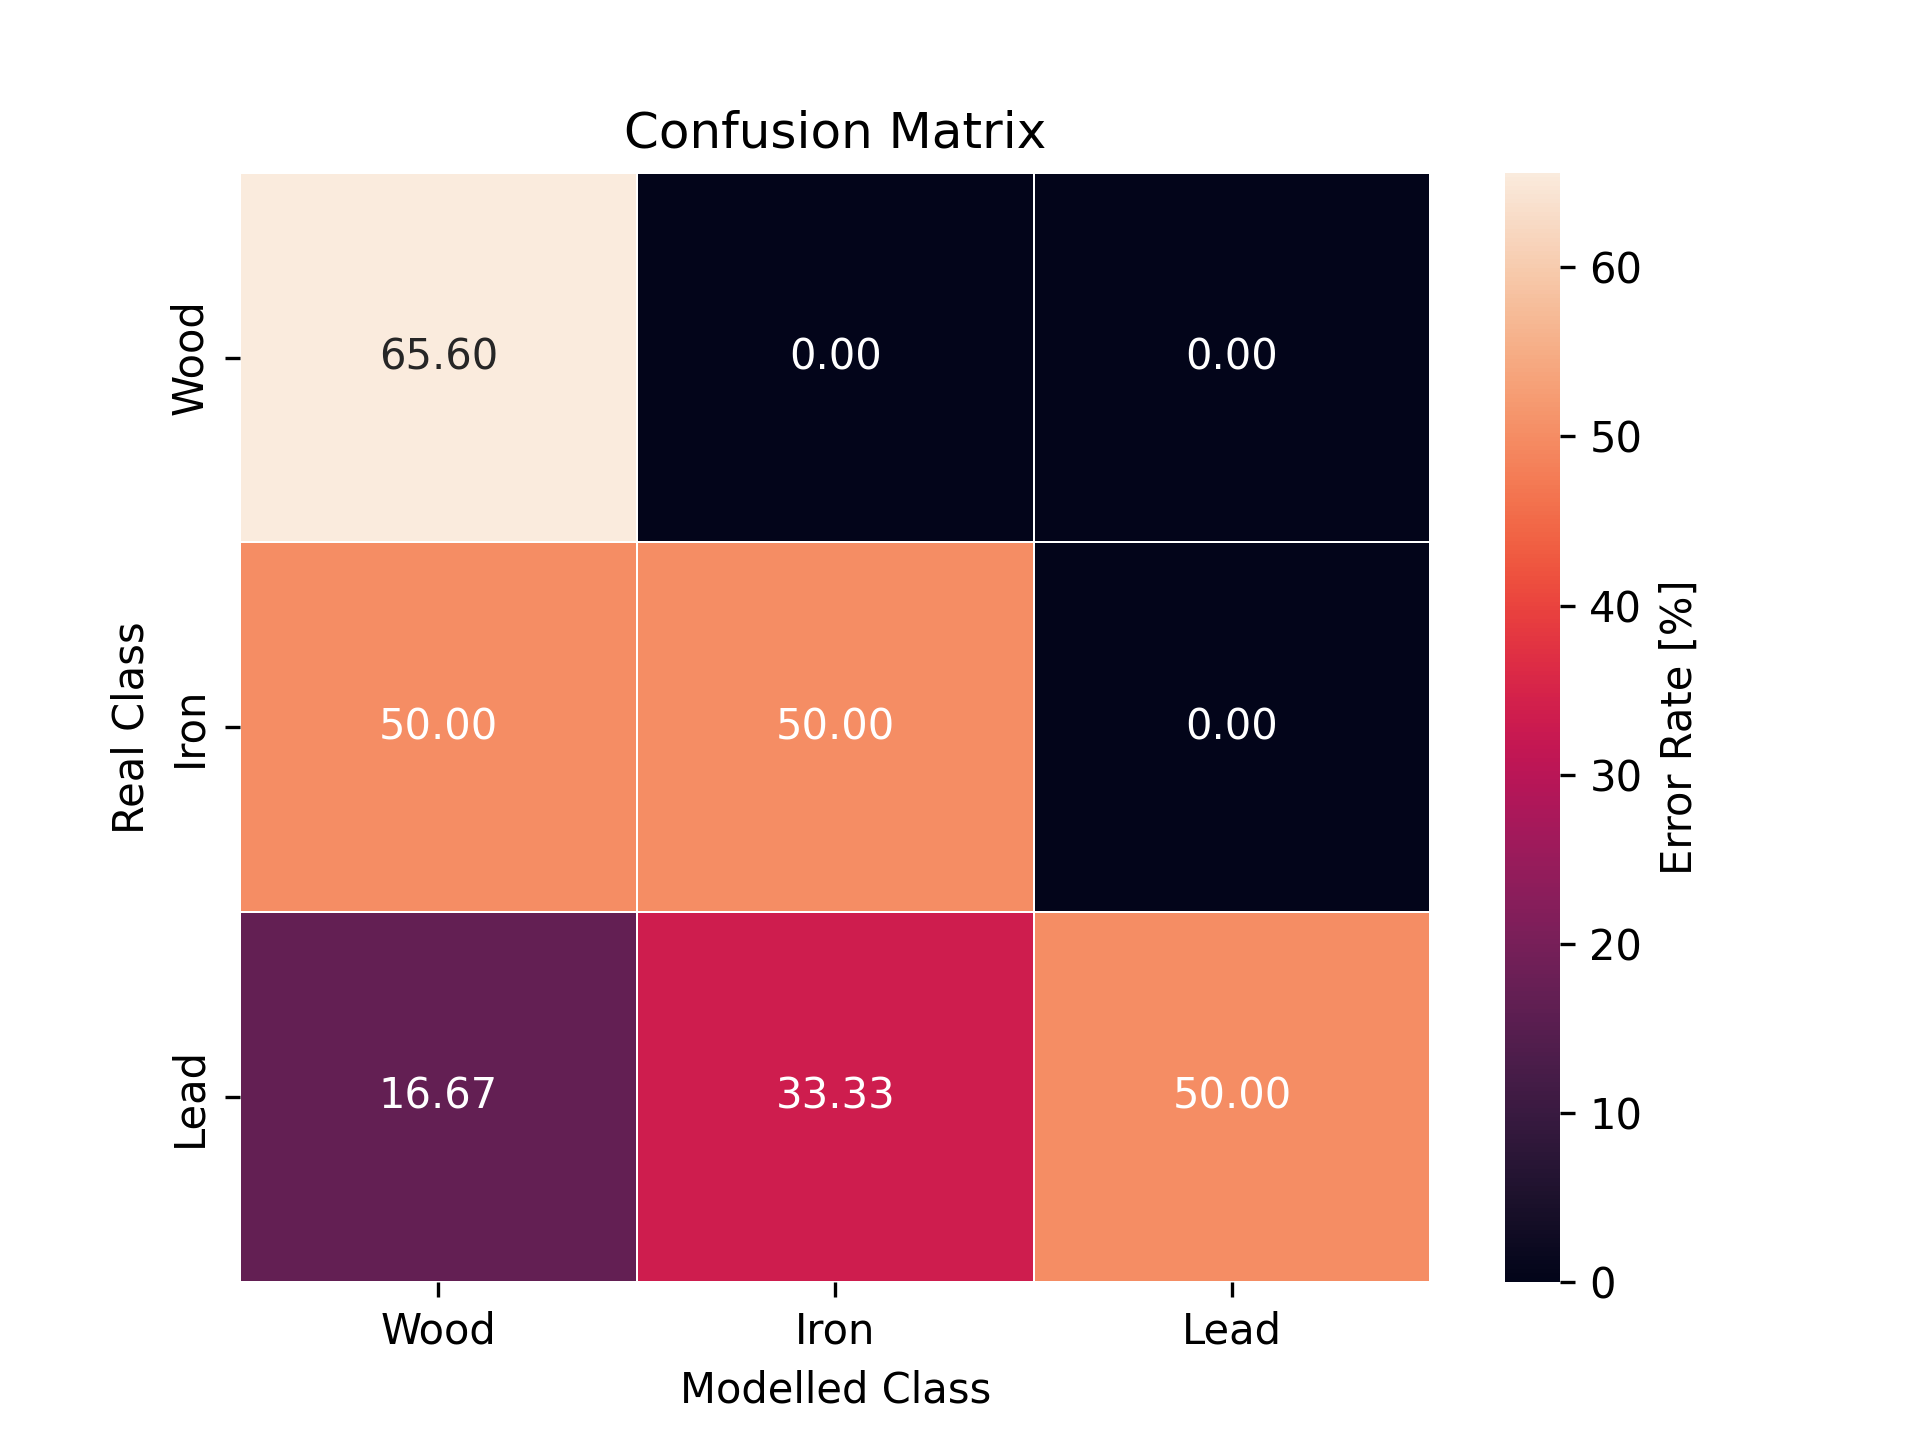 Confusion Matrix
Wood
65.60
0.00
0.00
Iron
50.00
50.00
0.00
Lead
16.67
33.33
50.00
Real Class
Wood
Iron
Lead
Modelled Class
60
50
40
30
20
10
0
Error Rate [%]